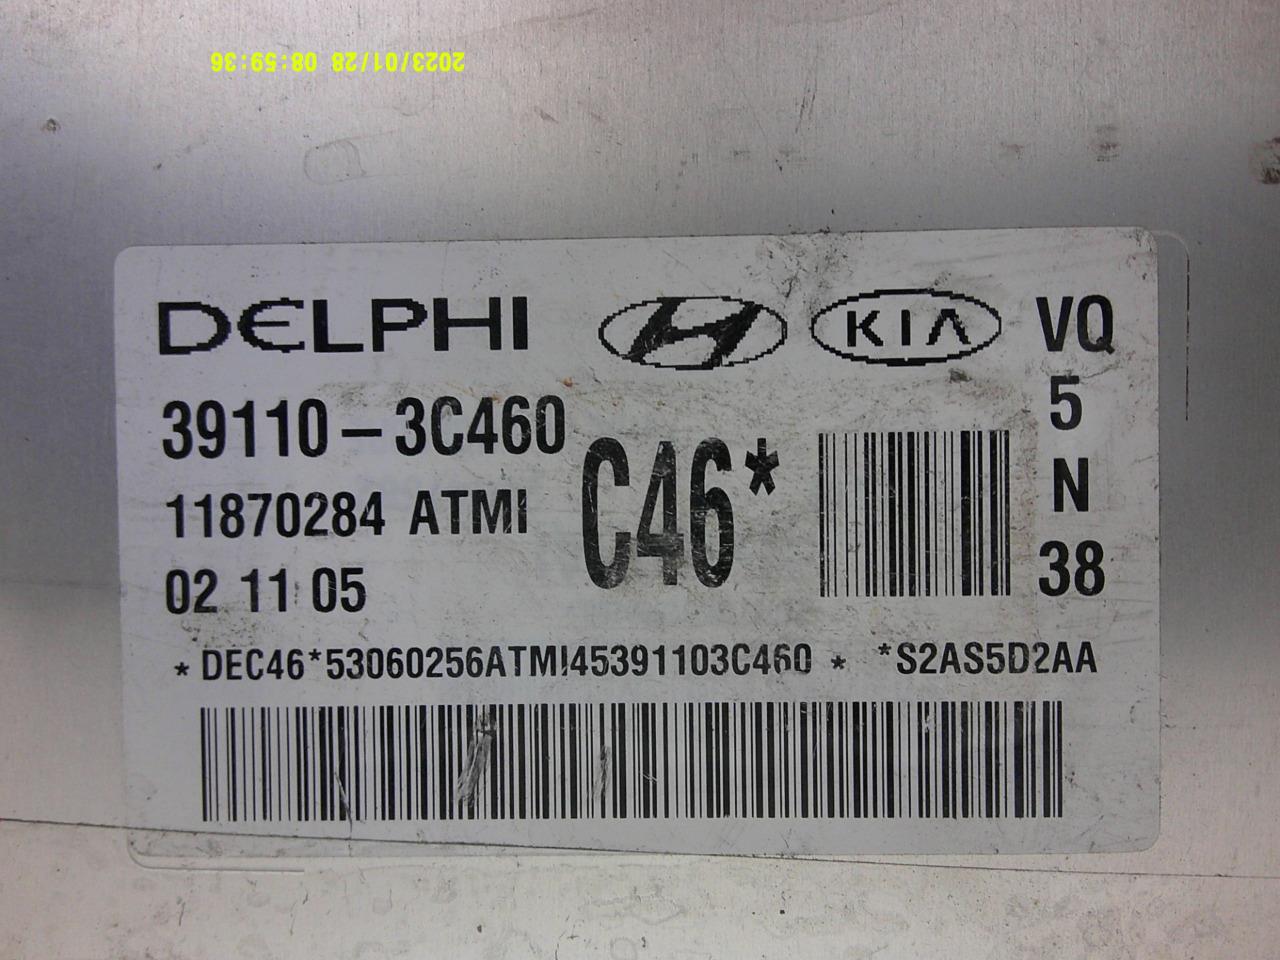 2023/01/28 08:59:36
DELPHI H KIA VQ
5
39110-3C460
C46*
N
11870284 ATMI
38
02 11 05
*DEC46*53060256ATMI45391103C460 * *S2AS5D2AA